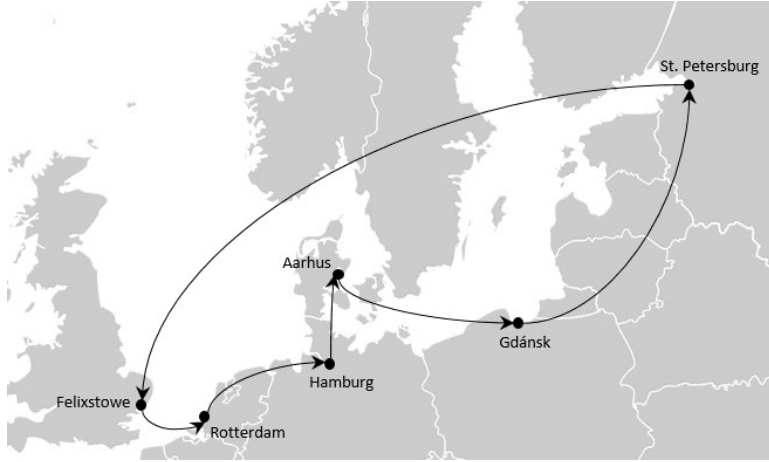 St. Petersburg
Aarhus
Gdánsk
Hamburg
Felixstowe
Rotterdam